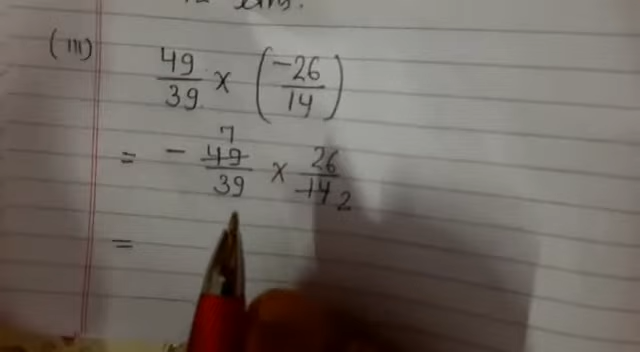 (III) 49/39 × (-26/14)
= - 49/39 7 × 26/14 2
=